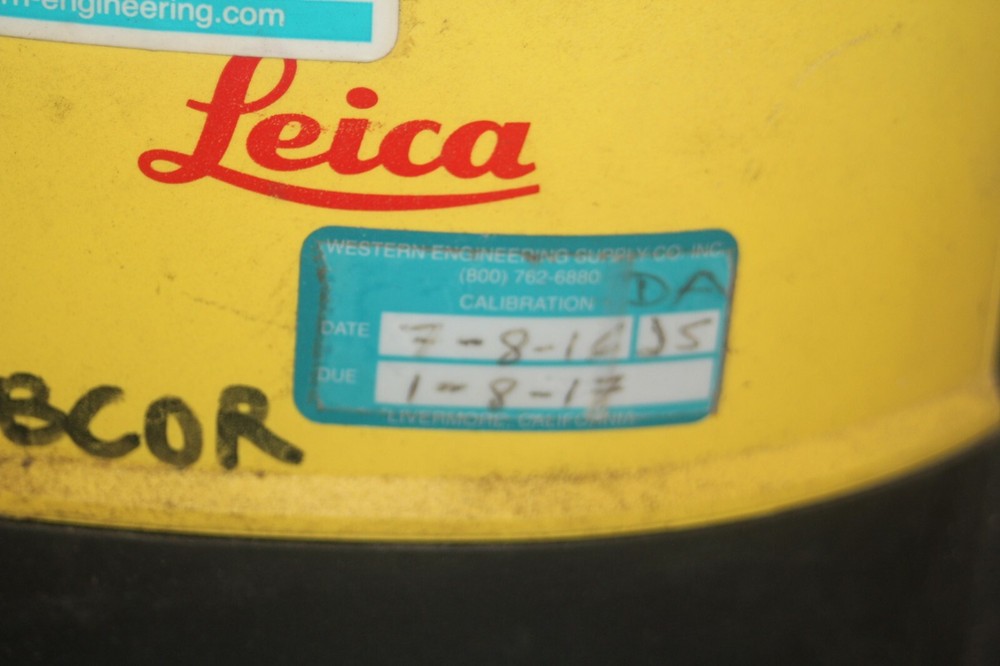 -engineering.com
Leica
WESTERN ENGINEERING SUPPLY CO INC.
(800) 762-6880
DA
CALIBRATION
DATE 7-8-16 JS
DUE 1-8-17
LIVERMORE, CALIFORNIA
BCOR